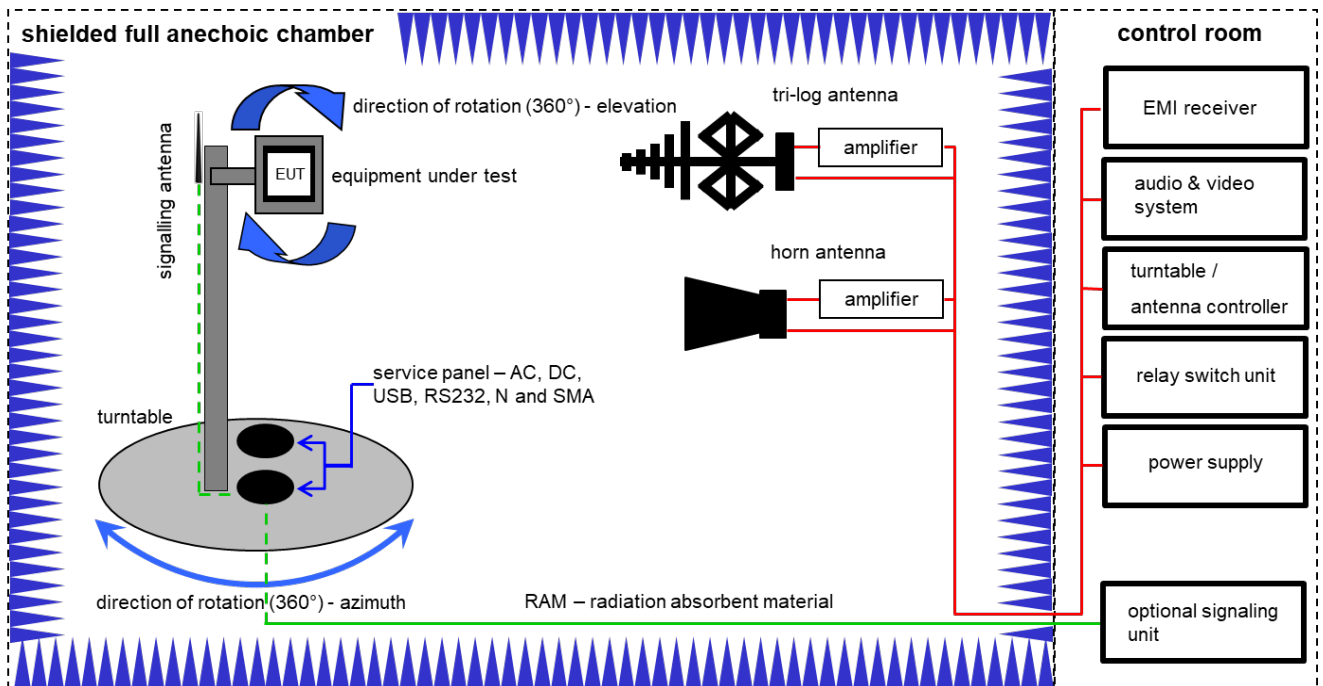 shielded full anechoic chamber
control room
direction of rotation (360°) - elevation
signalling antenna
EUT
equipment under test
tri-log antenna
amplifier
horn antenna
amplifier
service panel – AC, DC,
USB, RS232, N and SMA
turntable
direction of rotation (360°) - azimuth
RAM – radiation absorbent material
EMI receiver
audio & video
system
turntable /
antenna controller
relay switch unit
power supply
optional signaling
unit